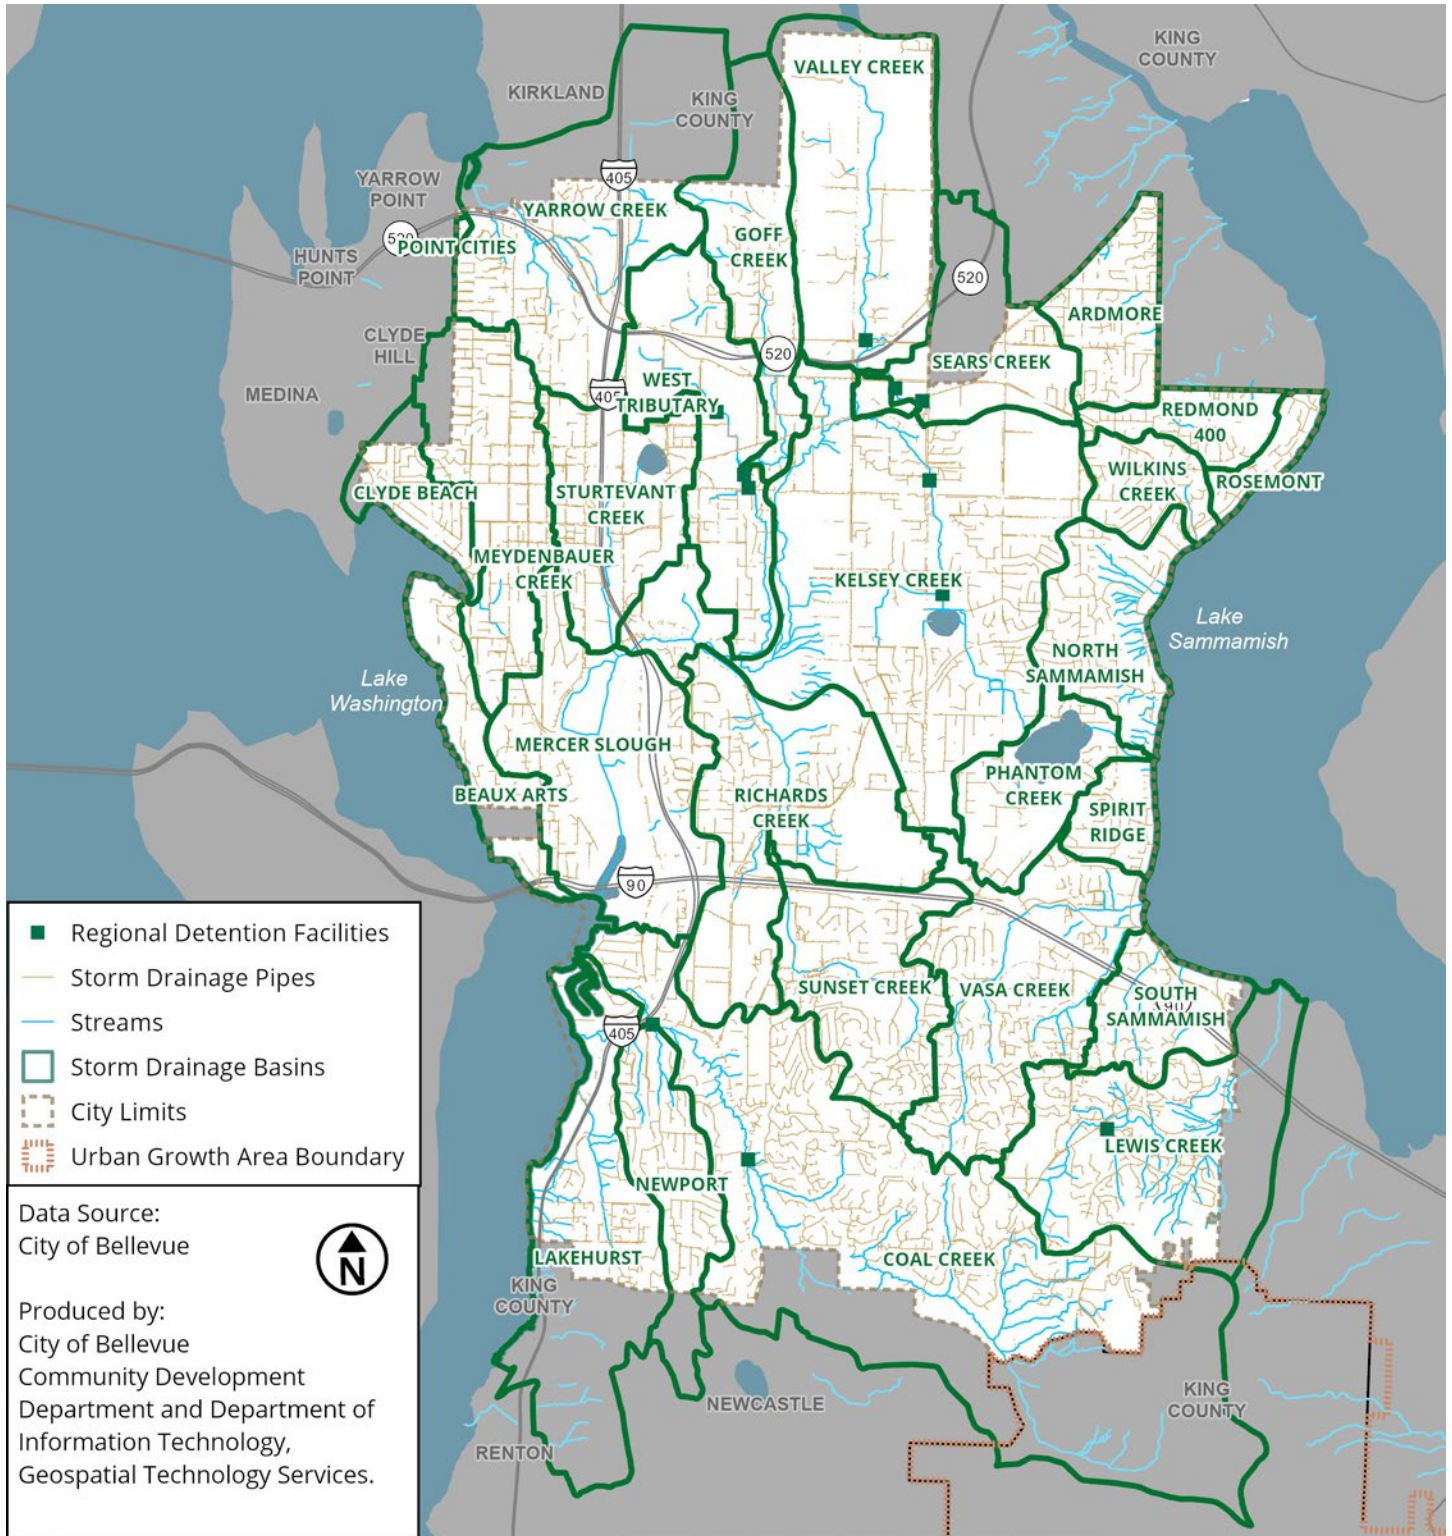 KING
COUNTY
VALLEY CREEK
KIRKLAND
KING
COUNTY
405
YARROW
POINT
YARROW CREEK
520
POINT CITIES
GOFF
CREEK
HUNTS
POINT
520
ARDMORE
CLYDE
HILL
520
SEARS CREEK
WEST
TRIBUTARY
405
MEDINA
REDMOND
400
WILKINS
CREEK
ROSEMONT
CLYDE BEACH
STURTEVANT
CREEK
MEYDENBAUER
CREEK
KELSEY CREEK
Lake
Sammamish
NORTH
SAMMAMISH
Lake
Washington
MERCER SLOUGH
PHANTOM
CREEK
BEAUX ARTS
RICHARDS
CREEK
SPIRIT
RIDGE
90
SUNSET CREEK
VASA CREEK
SOUTH
SAMMAMISH
90
405
LEWIS CREEK
NEWPORT
LAKEHURST
COAL CREEK
KING
COUNTY
NEWCASTLE
KING
COUNTY
RENTON
Regional Detention Facilities
Storm Drainage Pipes
Streams
Storm Drainage Basins
City Limits
Urban Growth Area Boundary
Data Source:
City of Bellevue
N
Produced by:
City of Bellevue
Community Development
Department and Department of
Information Technology,
Geospatial Technology Services.